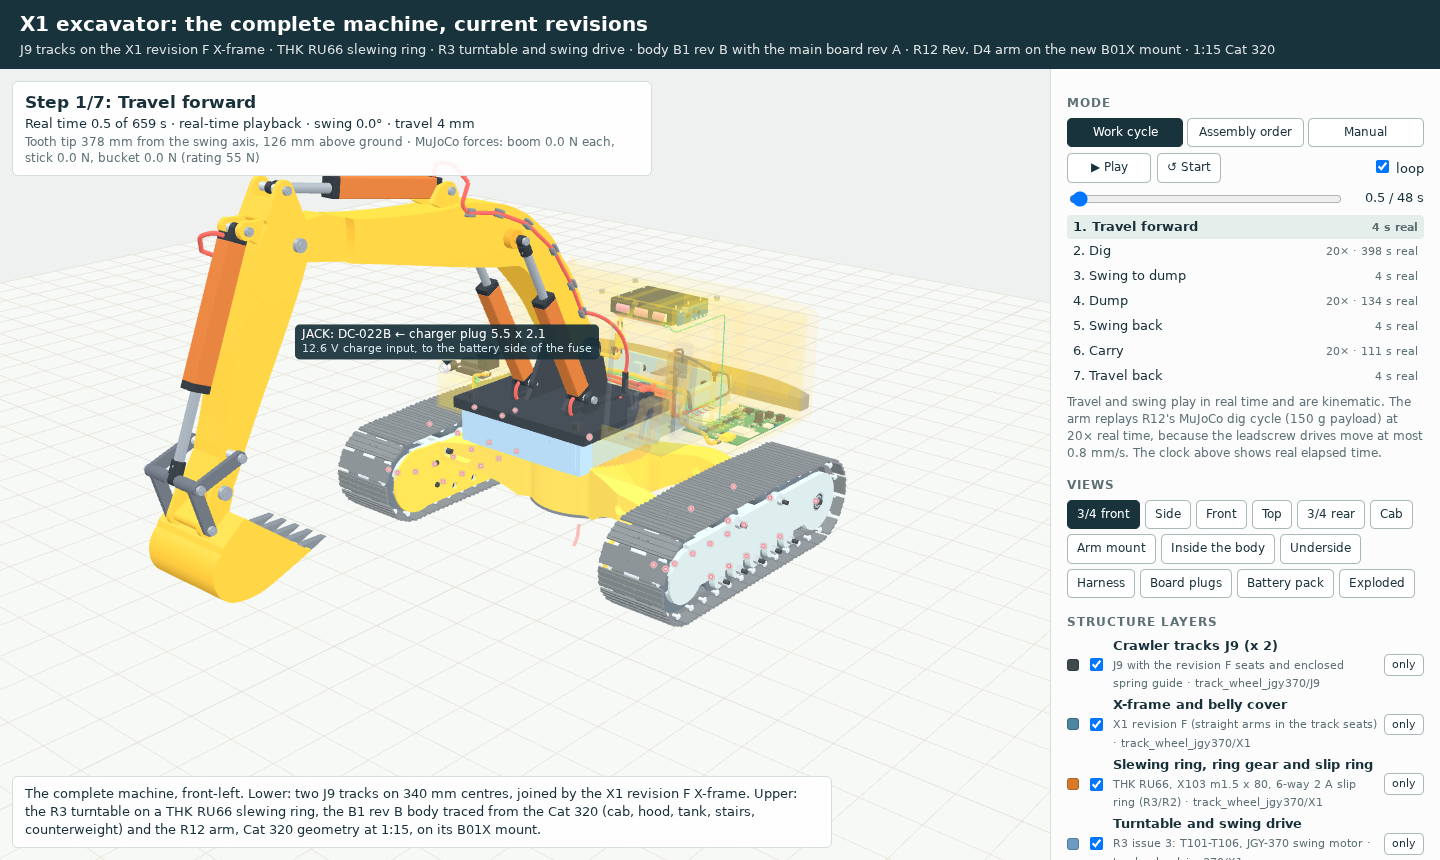 X1 excavator: the complete machine, current revisions
J9 tracks on the X1 revision F X-frame · THK RU66 slewing ring · R3 turntable and swing drive · body B1 rev B with the main board rev A · R12 Rev. D4 arm on the new B01X mount · 1:15 Cat 320
Step 1/7: Travel forward
Real time 0.5 of 659 s · real-time playback · swing 0.0° · travel 4 mm
Tooth tip 378 mm from the swing axis, 126 mm above ground · MuJoCo forces: boom 0.0 N each,
stick 0.0 N, bucket 0.0 N (rating 55 N)
JACK: DC-022B ← charger plug 5.5 x 2.1
12.6 V charge input, to the battery side of the fuse
The complete machine, front-left. Lower: two J9 tracks on 340 mm centres, joined by the X1 revision F X-frame. Upper:
the R3 turntable on a THK RU66 slewing ring, the B1 rev B body traced from the Cat 320 (cab, hood, tank, stairs,
counterweight) and the R12 arm, Cat 320 geometry at 1:15, on its B01X mount.
MODE
Work cycle
Assembly order
Manual
▶ Play
↺ Start
loop
0.5 / 48 s
1. Travel forward 4 s real
2. Dig 20× · 398 s real
3. Swing to dump 4 s real
4. Dump 20× · 134 s real
5. Swing back 4 s real
6. Carry 20× · 111 s real
7. Travel back 4 s real
Travel and swing play in real time and are kinematic. The
arm replays R12's MuJoCo dig cycle (150 g payload) at
20× real time, because the leadscrew drives move at most
0.8 mm/s. The clock above shows real elapsed time.
VIEWS
3/4 front
Side
Front
Top
3/4 rear
Cab
Arm mount
Inside the body
Underside
Harness
Board plugs
Battery pack
Exploded
STRUCTURE LAYERS
Crawler tracks J9 (x 2)
J9 with the revision F seats and enclosed
spring guide · track_wheel_jgy370/J9
only
X-frame and belly cover
X1 revision F (straight arms in the track seats)
· track_wheel_jgy370/X1
only
Slewing ring, ring gear and slip ring
THK RU66, X103 m1.5 x 80, 6-way 2 A slip
ring (R3/R2) · track_wheel_jgy370/X1
only
Turntable and swing drive
R3 issue 3: T101-T106, JGY-370 swing motor ·
only